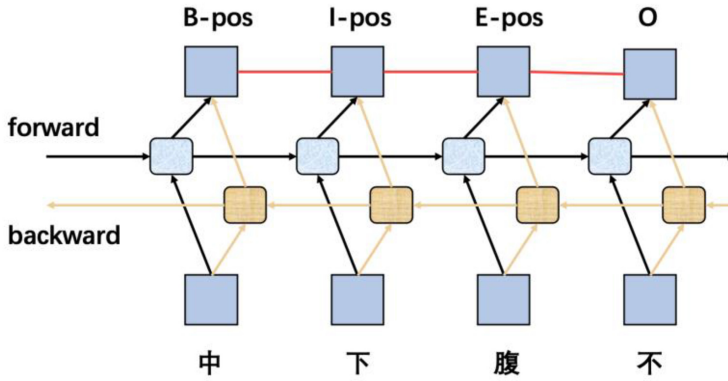 B-pos I-pos E-pos O
forward
backward
中 下 腹 不